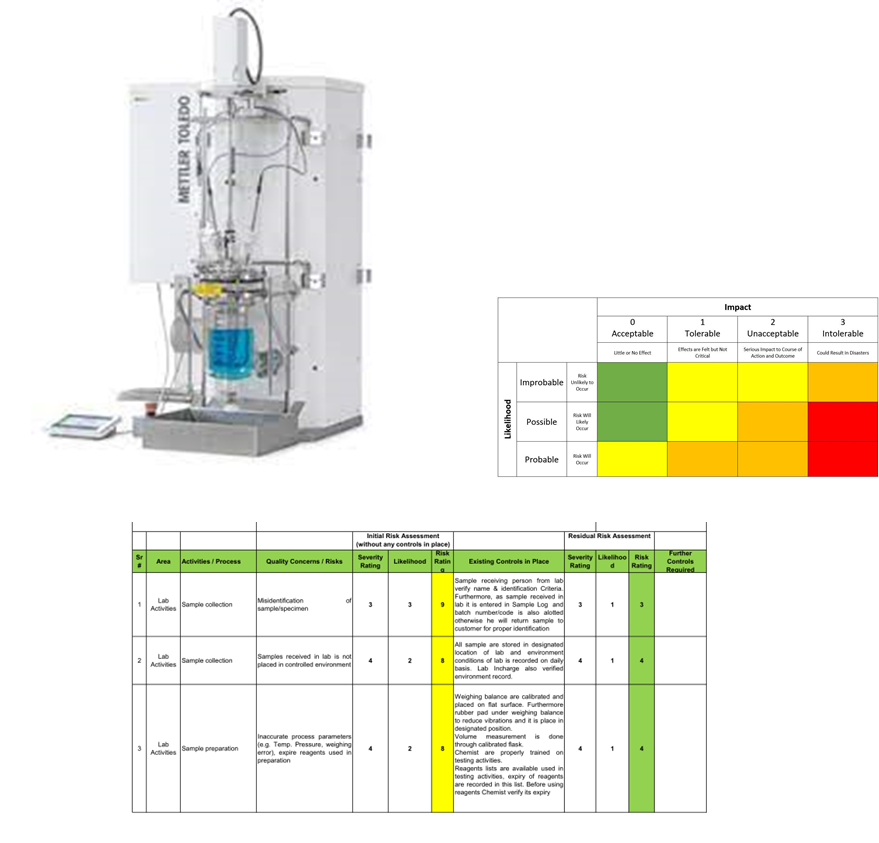 METTLER TOLEDO
Impact
0
Acceptable
1
Tolerable
2
Unacceptable
3
Intolerable
Little or No Effect
Effects are Felt but Not
Critical
Serious Impact to Course of
Action and Outcome
Could Result in Disasters
Likelihood
Improbable
Risk
Unlikely to
Occur
Possible
Risk Will
Likely
Occur
Probable
Risk Will
Occur
Initial Risk Assessment
(without any controls in place)
Residual Risk Assessment
Sr
#
Area
Activities / Process
Quality Concerns / Risks
Severity
Rating
Likelihood
Risk
Ratin
g
Existing Controls in Place
Severity
Rating
Likelihoo
d
Risk
Rating
Further
Controls
Required
1
Lab
Activities
Sample collection
Misidentification of
sample/specimen
3
3
9
Sample receiving person from lab
verify name & identification Criteria.
Furthermore, as sample received in
lab it is entered in Sample Log and
batch number/code is also alotted
otherwise he will return sample to
customer for proper identification
3
1
3
2
Lab
Activities
Sample collection
Samples received in lab is not
placed in controlled environment
4
2
8
All sample are stored in designated
location of lab and environment
conditions of lab is recorded on daily
basis. Lab Incharge also verified
environment record.
4
1
4
3
Lab
Activities
Sample preparation
Inaccurate process parameters
(e.g. Temp. Pressure, weighing
error), expire reagents used in
preparation
4
2
8
Weighing balance are calibrated and
placed on flat surface. Furthermore
rubber pad under weighing balance
to reduce vibrations and it is place in
designated position.
Volume measurement is done
through calibrated flask.
Chemist are properly trained on
testing activities.
Reagents lists are available used in
testing activities, expiry of reagents
are recorded in this list. Before using
reagents Chemist verify its expiry
4
1
4